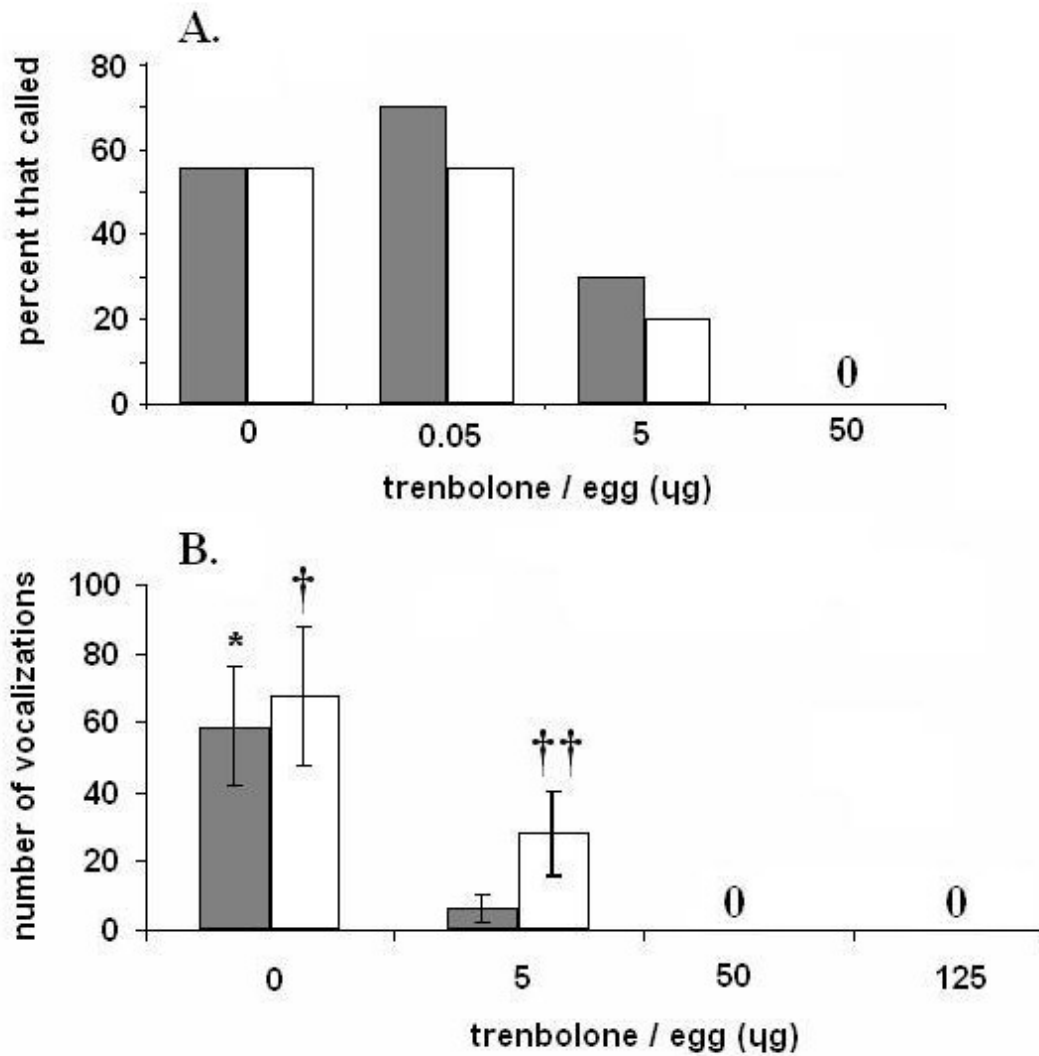 A.
percent that called
80
60
40
20
0
0
0 0.05 5 50
trenbolone / egg (ųg)
B.
number of vocalizations
100
80
60
40
20
0
* †
††
0 0
0 5 50 125
trenbolone / egg (ųg)